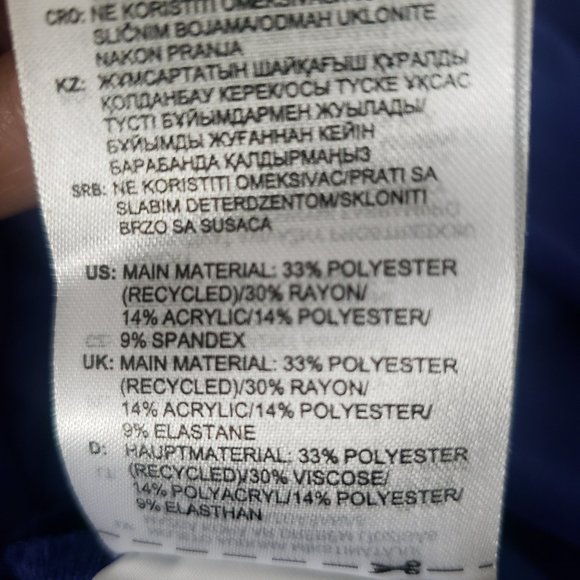 CRO: NE KORISTITI OMEKSIVAČ/
SLIČNIM BOJAMA/ODMAH UKLONITE
NAKON PRANJA
KZ: ЖҰМСАРТАТЫН ШАЙҚАҒЫШ ҚҰРАЛДЫ
ҚОЛДАНБАУ КЕРЕК/ОСЫ ТҮСКЕ ҰҚСАС
ТҮСТІ БҰЙЫМДАРМЕН ЖУЫЛАДЫ/
БҰЙЫМДЫ ЖУҒАННАН КЕЙІН
БАРАБАНДА ҚАЛДЫРМАҢЫЗ
SRB: NE KORISTITI OMEKSIVAC/PRATI SA
SLABIM DETERDZENTOM/SKLONITI
BRZO SA SUSACA
US: MAIN MATERIAL: 33% POLYESTER
(RECYCLED)/30% RAYON/
14% ACRYLIC/14% POLYESTER/
9% SPANDEX
UK: MAIN MATERIAL: 33% POLYESTER
(RECYCLED)/30% RAYON/
14% ACRYLIC/14% POLYESTER/
9% ELASTANE
D: HAUPTMATERIAL: 33% POLYESTER
(RECYCLED)/30% VISCOSE/
14% POLYACRYL/14% POLYESTER/
9% ELASTHAN